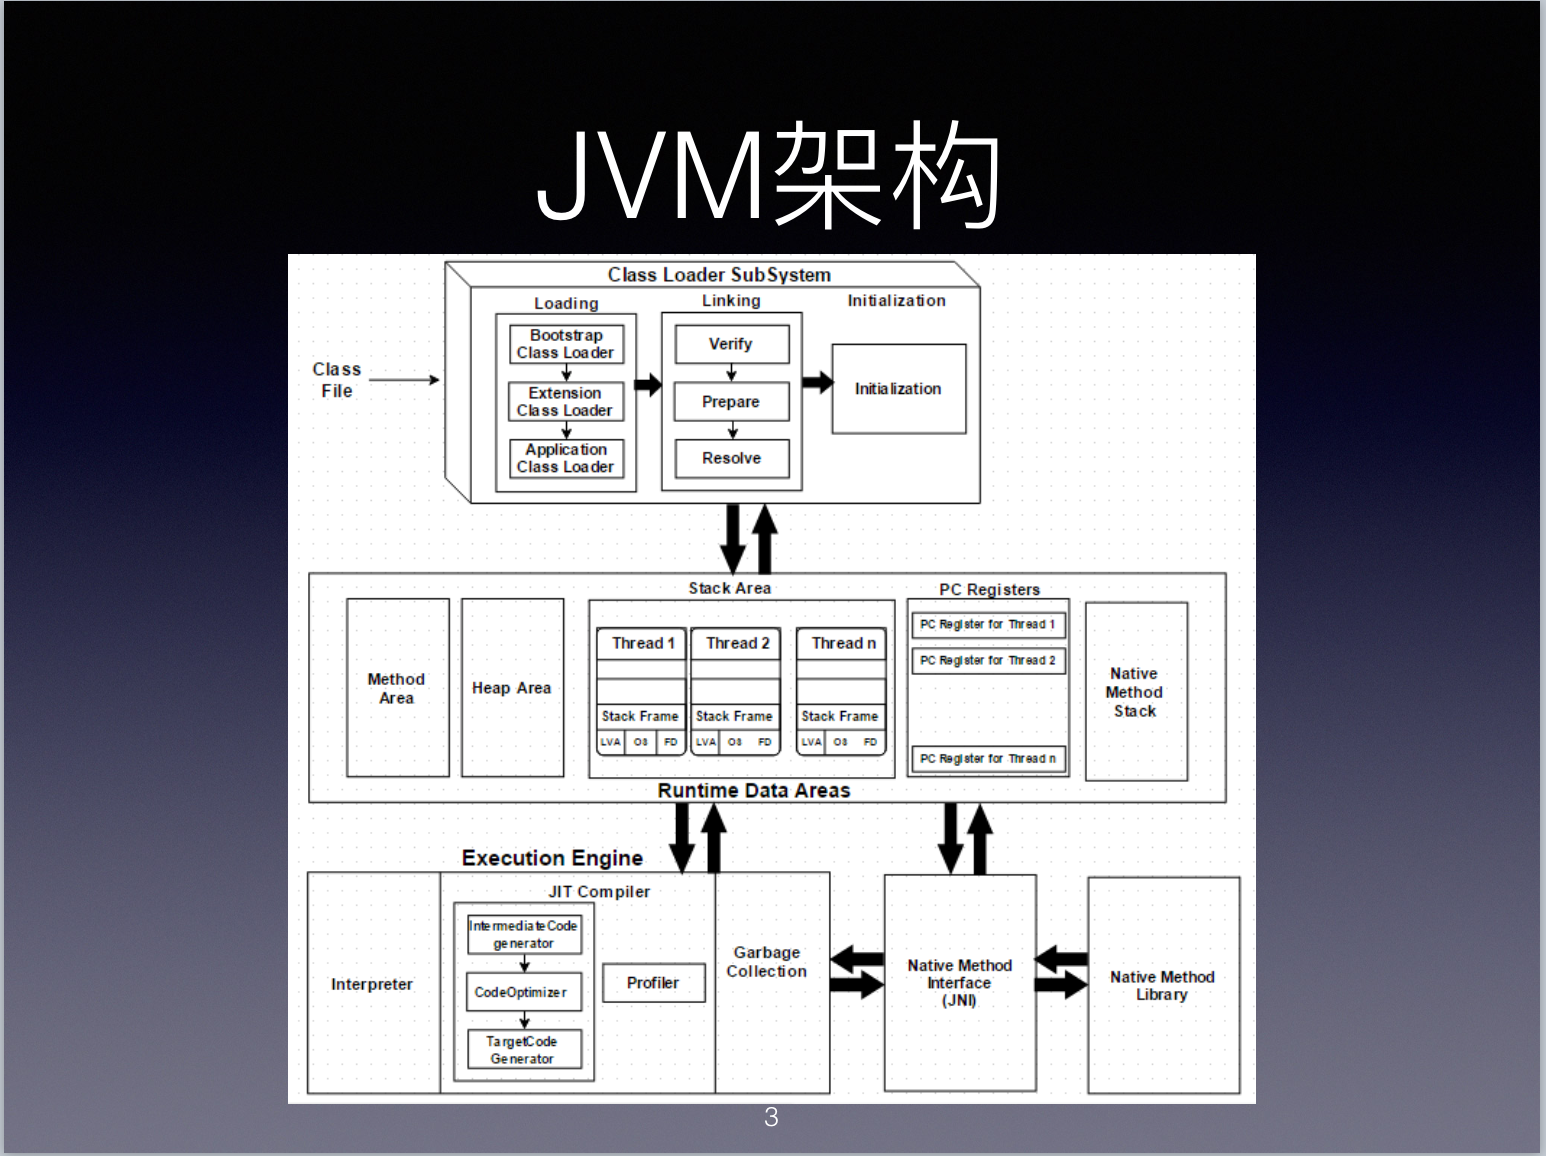 JVM架构
Class Loader SubSystem
Loading
Linking
Initialization
Bootstrap
Class Loader
Extension
Class Loader
Application
Class Loader
Verify
Prepare
Resolve
Initialization
Class
File
Stack Area
PC Registers
Method
Area
Heap Area
Thread 1
Stack Frame
LVA OS FD
Thread 2
Stack Frame
LVA OS FD
Thread n
Stack Frame
LVA OS FD
PC Register for Thread 1
PC Register for Thread 2
PC Register for Thread n
Native
Method
Stack
Runtime Data Areas
Execution Engine
Interpreter
JIT Compiler
IntermediateCode
generator
CodeOptimizer
TargetCode
Generator
Profiler
Garbage
Collection
Native Method
Interface
(JNI)
Native Method
Library
3